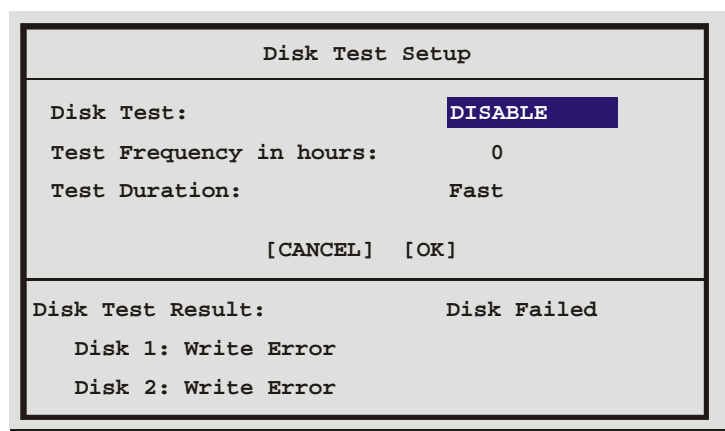 Disk Test Setup
Disk Test: DISABLE
Test Frequency in hours: 0
Test Duration: Fast
[CANCEL] [OK]
Disk Test Result: Disk Failed
Disk 1: Write Error
Disk 2: Write Error